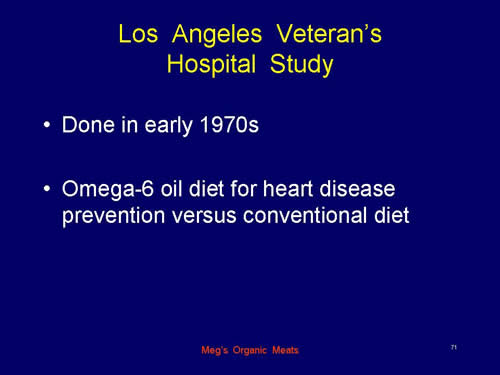 Los Angeles Veteran's
Hospital Study
• Done in early 1970s
• Omega-6 oil diet for heart disease
prevention versus conventional diet
Meg's Organic Meats
71